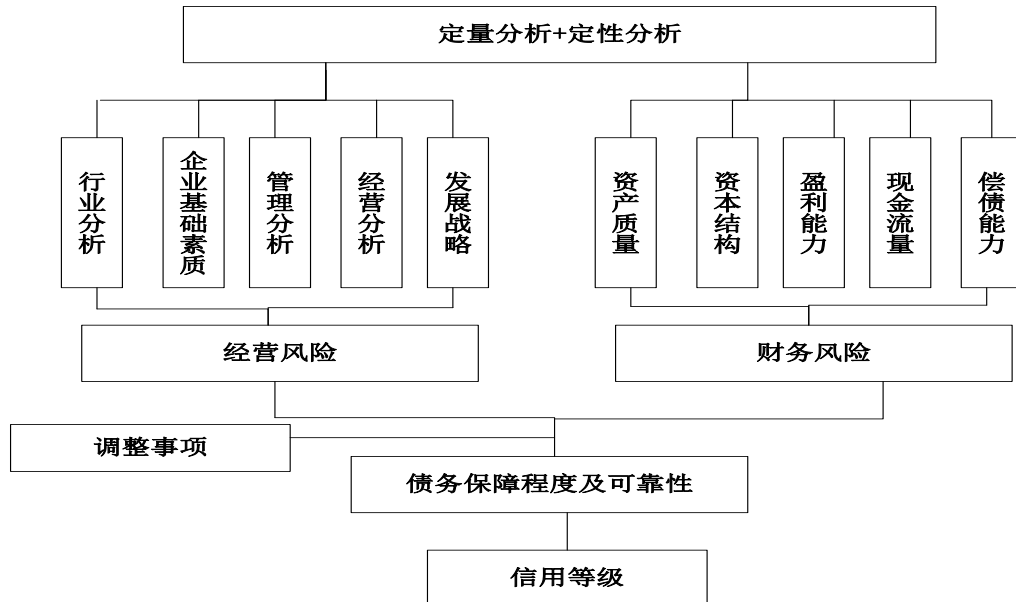 定量分析+定性分析
行业分析
企业基础素质
管理分析
经营分析
发展战略
资产质量
资本结构
盈利能力
现金流量
偿债能力
经营风险
财务风险
调整事项
债务保障程度及可靠性
信用等级